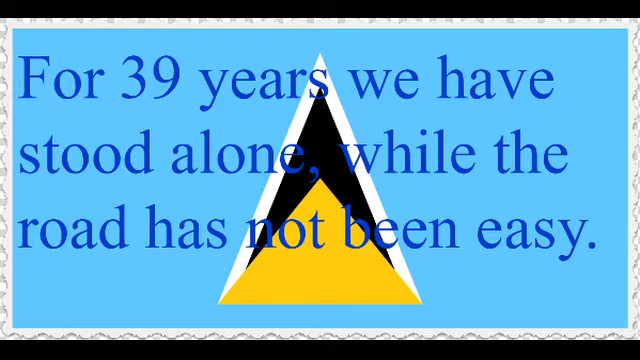 For 39 years we have
stood alone, while the
road has not been easy.